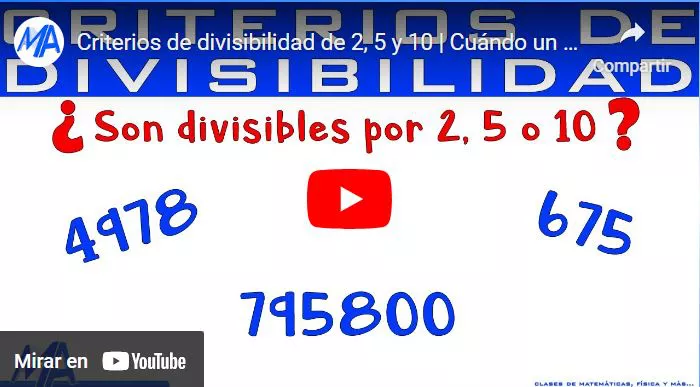 CRITERIOS DE
MA Criterios de divisibilidad de 2, 5 y 10 | Cuándo un ...
Compartir
DIVISIBILIDAD
¿Son divisibles por 2, 5 o 10?
4978
675
795800
Mirar en YouTube
CLASES DE MATEMÁTICAS, FÍSICA Y MÁS...